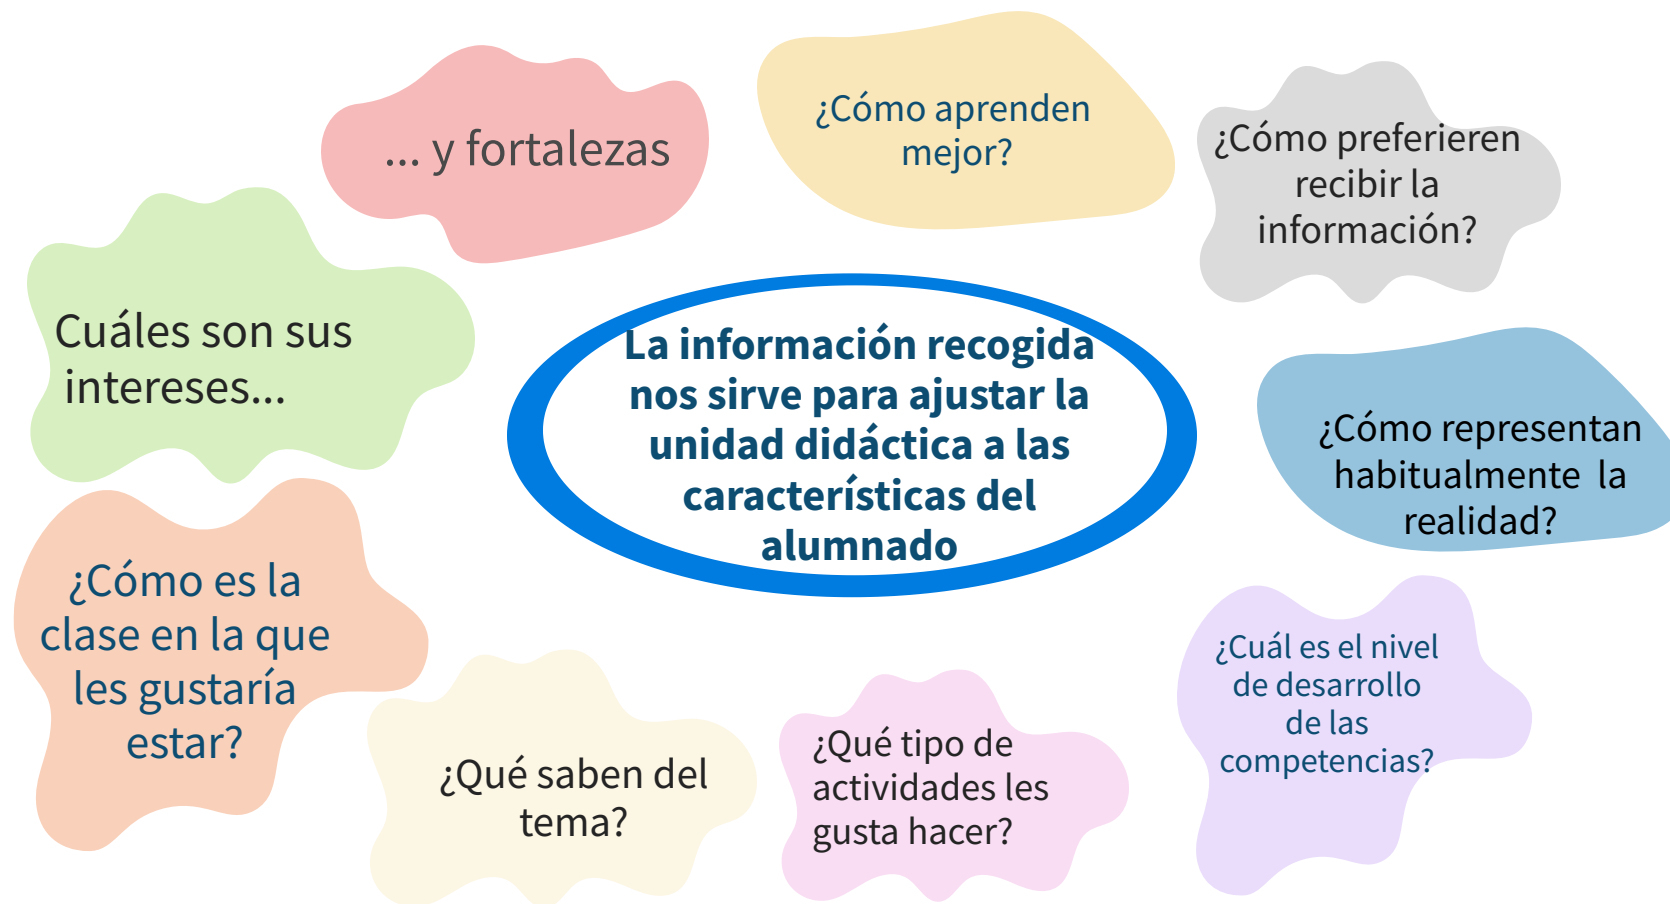 ... y fortalezas
¿Cómo aprenden
mejor?
¿Cómo preferieren
recibir la
información?
Cuáles son sus
intereses...
La información recogida
nos sirve para ajustar la
unidad didáctica a las
características del
alumnado
¿Cómo representan
habitualmente la
realidad?
¿Cómo es la
clase en la que
les gustaría
estar?
¿Qué saben del
tema?
¿Qué tipo de
actividades les
gusta hacer?
¿Cuál es el nivel
de desarrollo
de las
competencias?